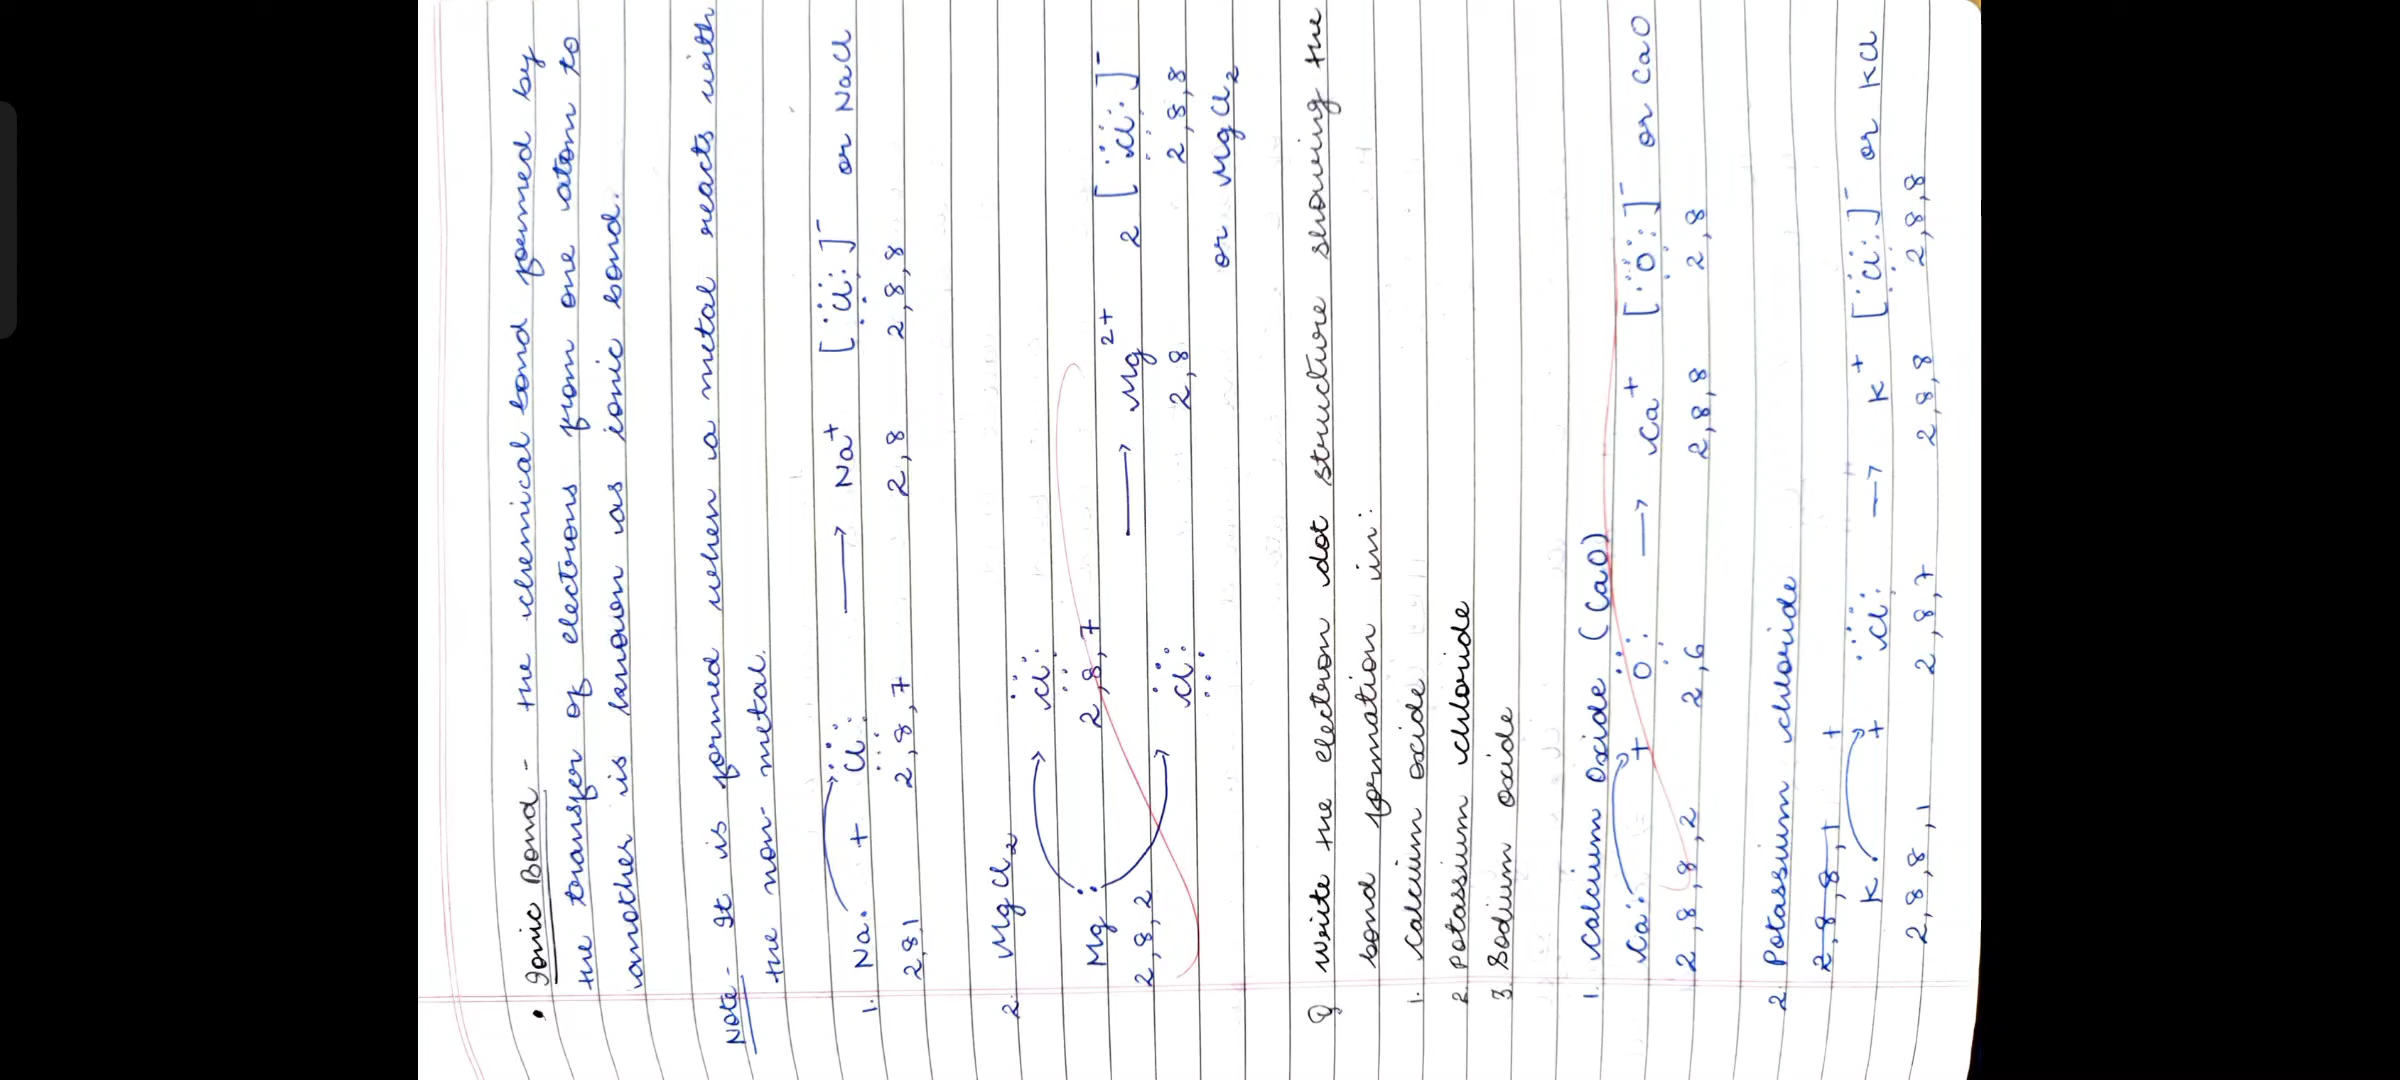 • Ionic Bond - the chemical bond formed by
the transfer of electrons from one atom to
another is known as ionic bond.
Note - It is formed when a metal reacts with
the non-metal.
1. Na. + Cl: → Na⁺ [:Cl:]⁻ or NaCl
2,8,1 2,8,7 2,8 2,8,8
2. MgCl₂
Cl:
Mg: 2,8,7 → Mg²⁺ 2 [:Cl:]⁻
2,8,2 Cl: 2,8 2,8,8
or MgCl₂
Q Write the electron dot structure showing the
bond formation in:
1. Calcium oxide
2. Potassium chloride
3. Sodium oxide
1. Calcium Oxide (CaO)
Ca: + O: → Ca⁺ [:O:]⁻ or CaO
2,8,8,2 2,6 2,8,8 2,8
2. Potassium chloride
2,8,8,1 +
K. + Cl: → K⁺ [:Cl:]⁻ or KCl
2,8,8,1 2,8,7 2,8,8 2,8,8